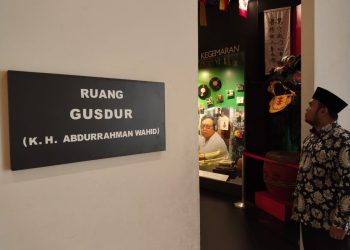 RUANG
GUSDUR
(K.H. ABDURRAHMAN WAHID)
KEGEMARAN